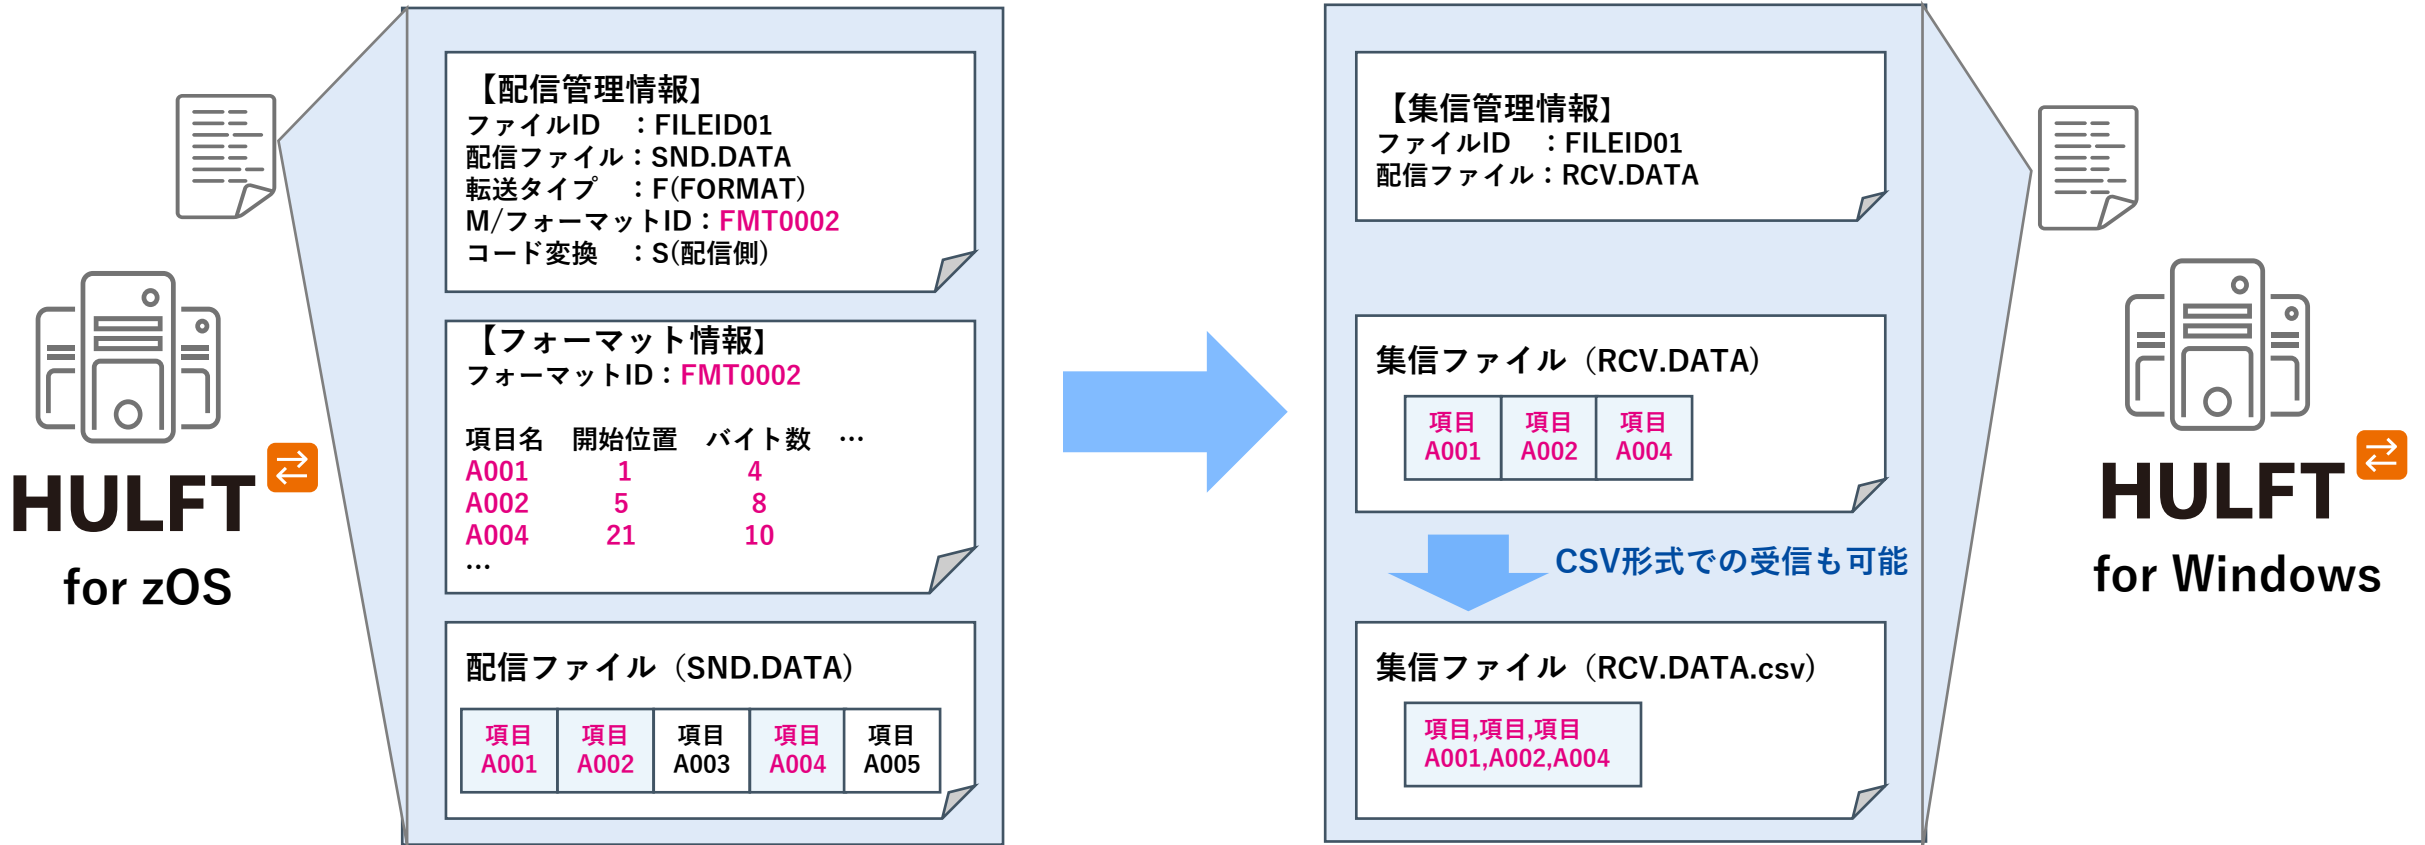 【配信管理情報】
ファイルID　：FILEID01
配信ファイル：SND.DATA
転送タイプ　：F(FORMAT)
M/フォーマットID：FMT0002
コード変換　：S(配信側)
【フォーマット情報】
フォーマットID：FMT0002
項目名　開始位置　バイト数　…
A001　1　4
A002　5　8
A004　21　10
…
配信ファイル（SND.DATA）
項目 項目 項目 項目 項目
A001 A002 A003 A004 A005
HULFT
for zOS
【集信管理情報】
ファイルID　：FILEID01
配信ファイル：RCV.DATA
集信ファイル（RCV.DATA）
項目 項目 項目
A001 A002 A004
CSV形式での受信も可能
集信ファイル（RCV.DATA.csv）
項目,項目,項目
A001,A002,A004
HULFT
for Windows